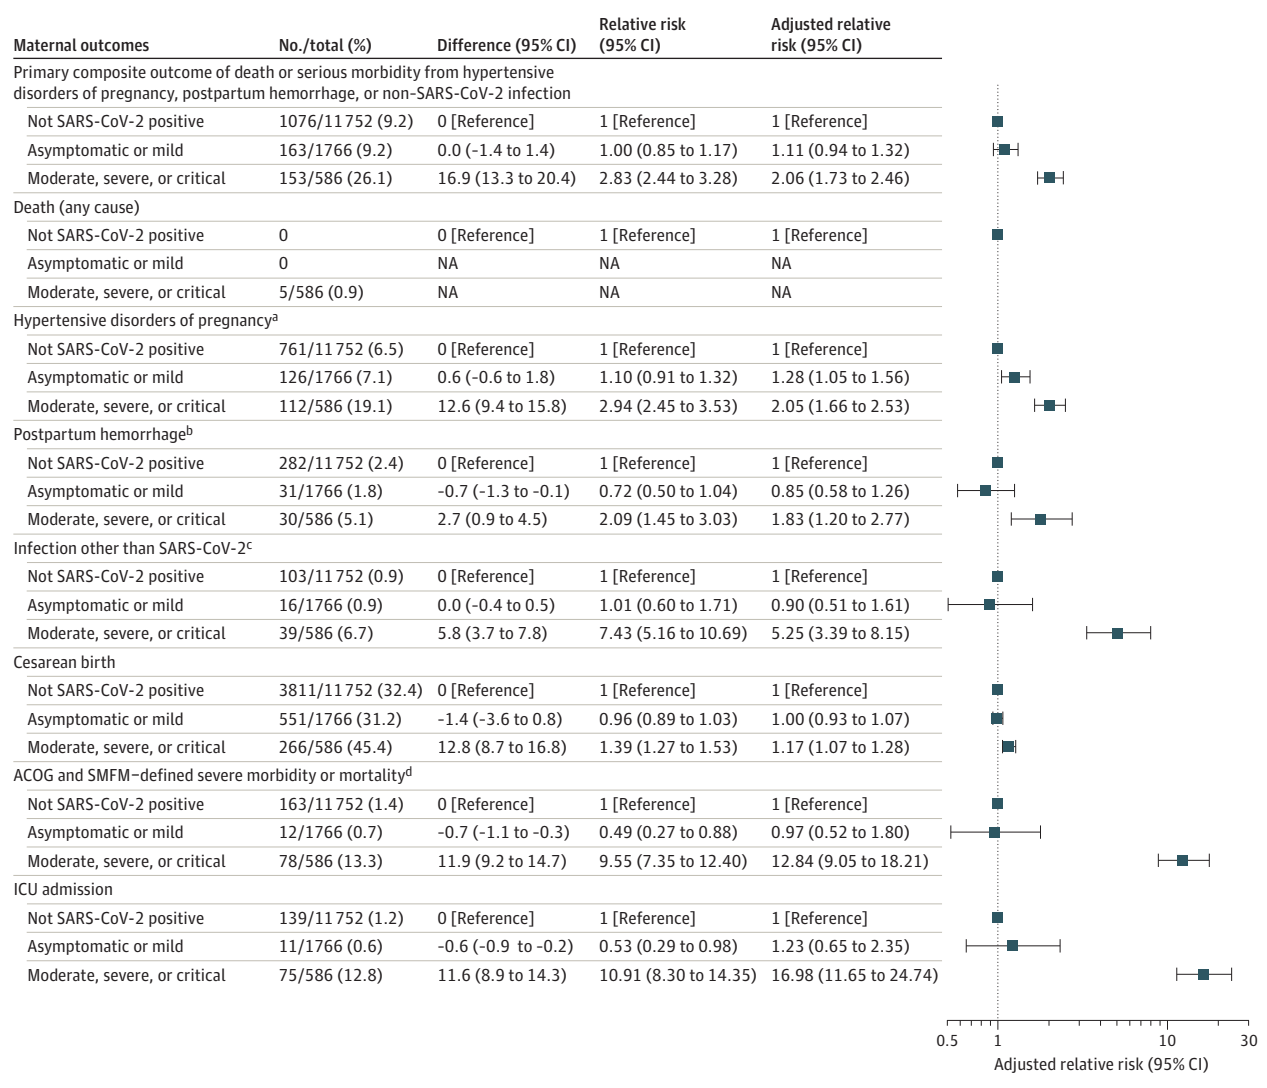 Maternal outcomes No./total (%) Difference (95% CI) Relative risk (95% CI) Adjusted relative risk (95% CI)
Primary composite outcome of death or serious morbidity from hypertensive
disorders of pregnancy, postpartum hemorrhage, or non-SARS-CoV-2 infection
Not SARS-CoV-2 positive 1076/11 752 (9.2) 0 [Reference] 1 [Reference] 1 [Reference]
Asymptomatic or mild 163/1766 (9.2) 0.0 (-1.4 to 1.4) 1.00 (0.85 to 1.17) 1.11 (0.94 to 1.32)
Moderate, severe, or critical 153/586 (26.1) 16.9 (13.3 to 20.4) 2.83 (2.44 to 3.28) 2.06 (1.73 to 2.46)
Death (any cause)
Not SARS-CoV-2 positive 0 0 [Reference] 1 [Reference] 1 [Reference]
Asymptomatic or mild 0 NA NA NA
Moderate, severe, or critical 5/586 (0.9) NA NA NA
Hypertensive disorders of pregnancyᵃ
Not SARS-CoV-2 positive 761/11 752 (6.5) 0 [Reference] 1 [Reference] 1 [Reference]
Asymptomatic or mild 126/1766 (7.1) 0.6 (-0.6 to 1.8) 1.10 (0.91 to 1.32) 1.28 (1.05 to 1.56)
Moderate, severe, or critical 112/586 (19.1) 12.6 (9.4 to 15.8) 2.94 (2.45 to 3.53) 2.05 (1.66 to 2.53)
Postpartum hemorrhageᵇ
Not SARS-CoV-2 positive 282/11 752 (2.4) 0 [Reference] 1 [Reference] 1 [Reference]
Asymptomatic or mild 31/1766 (1.8) -0.7 (-1.3 to -0.1) 0.72 (0.50 to 1.04) 0.85 (0.58 to 1.26)
Moderate, severe, or critical 30/586 (5.1) 2.7 (0.9 to 4.5) 2.09 (1.45 to 3.03) 1.83 (1.20 to 2.77)
Infection other than SARS-CoV-2ᶜ
Not SARS-CoV-2 positive 103/11 752 (0.9) 0 [Reference] 1 [Reference] 1 [Reference]
Asymptomatic or mild 16/1766 (0.9) 0.0 (-0.4 to 0.5) 1.01 (0.60 to 1.71) 0.90 (0.51 to 1.61)
Moderate, severe, or critical 39/586 (6.7) 5.8 (3.7 to 7.8) 7.43 (5.16 to 10.69) 5.25 (3.39 to 8.15)
Cesarean birth
Not SARS-CoV-2 positive 3811/11 752 (32.4) 0 [Reference] 1 [Reference] 1 [Reference]
Asymptomatic or mild 551/1766 (31.2) -1.4 (-3.6 to 0.8) 0.96 (0.89 to 1.03) 1.00 (0.93 to 1.07)
Moderate, severe, or critical 266/586 (45.4) 12.8 (8.7 to 16.8) 1.39 (1.27 to 1.53) 1.17 (1.07 to 1.28)
ACOG and SMFM–defined severe morbidity or mortalityᵈ
Not SARS-CoV-2 positive 163/11 752 (1.4) 0 [Reference] 1 [Reference] 1 [Reference]
Asymptomatic or mild 12/1766 (0.7) -0.7 (-1.1 to -0.3) 0.49 (0.27 to 0.88) 0.97 (0.52 to 1.80)
Moderate, severe, or critical 78/586 (13.3) 11.9 (9.2 to 14.7) 9.55 (7.35 to 12.40) 12.84 (9.05 to 18.21)
ICU admission
Not SARS-CoV-2 positive 139/11 752 (1.2) 0 [Reference] 1 [Reference] 1 [Reference]
Asymptomatic or mild 11/1766 (0.6) -0.6 (-0.9 to -0.2) 0.53 (0.29 to 0.98) 1.23 (0.65 to 2.35)
Moderate, severe, or critical 75/586 (12.8) 11.6 (8.9 to 14.3) 10.91 (8.30 to 14.35) 16.98 (11.65 to 24.74)
0.5 1 10 30
Adjusted relative risk (95% CI)